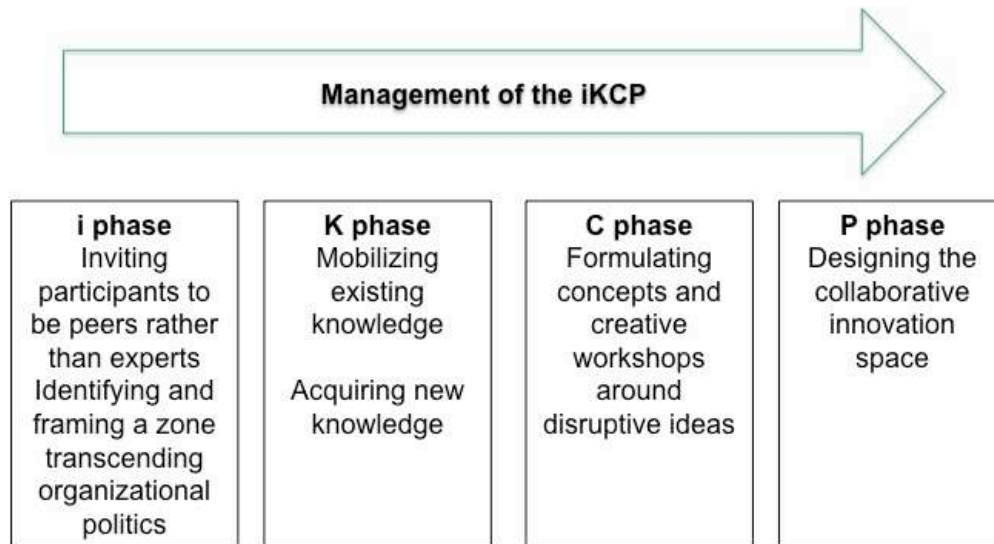 Management of the iKCP
i phase
Inviting
participants to
be peers rather
than experts
Identifying and
framing a zone
transcending
organizational
politics
K phase
Mobilizing
existing
knowledge
Acquiring new
knowledge
C phase
Formulating
concepts and
creative
workshops
around
disruptive ideas
P phase
Designing the
collaborative
innovation
space